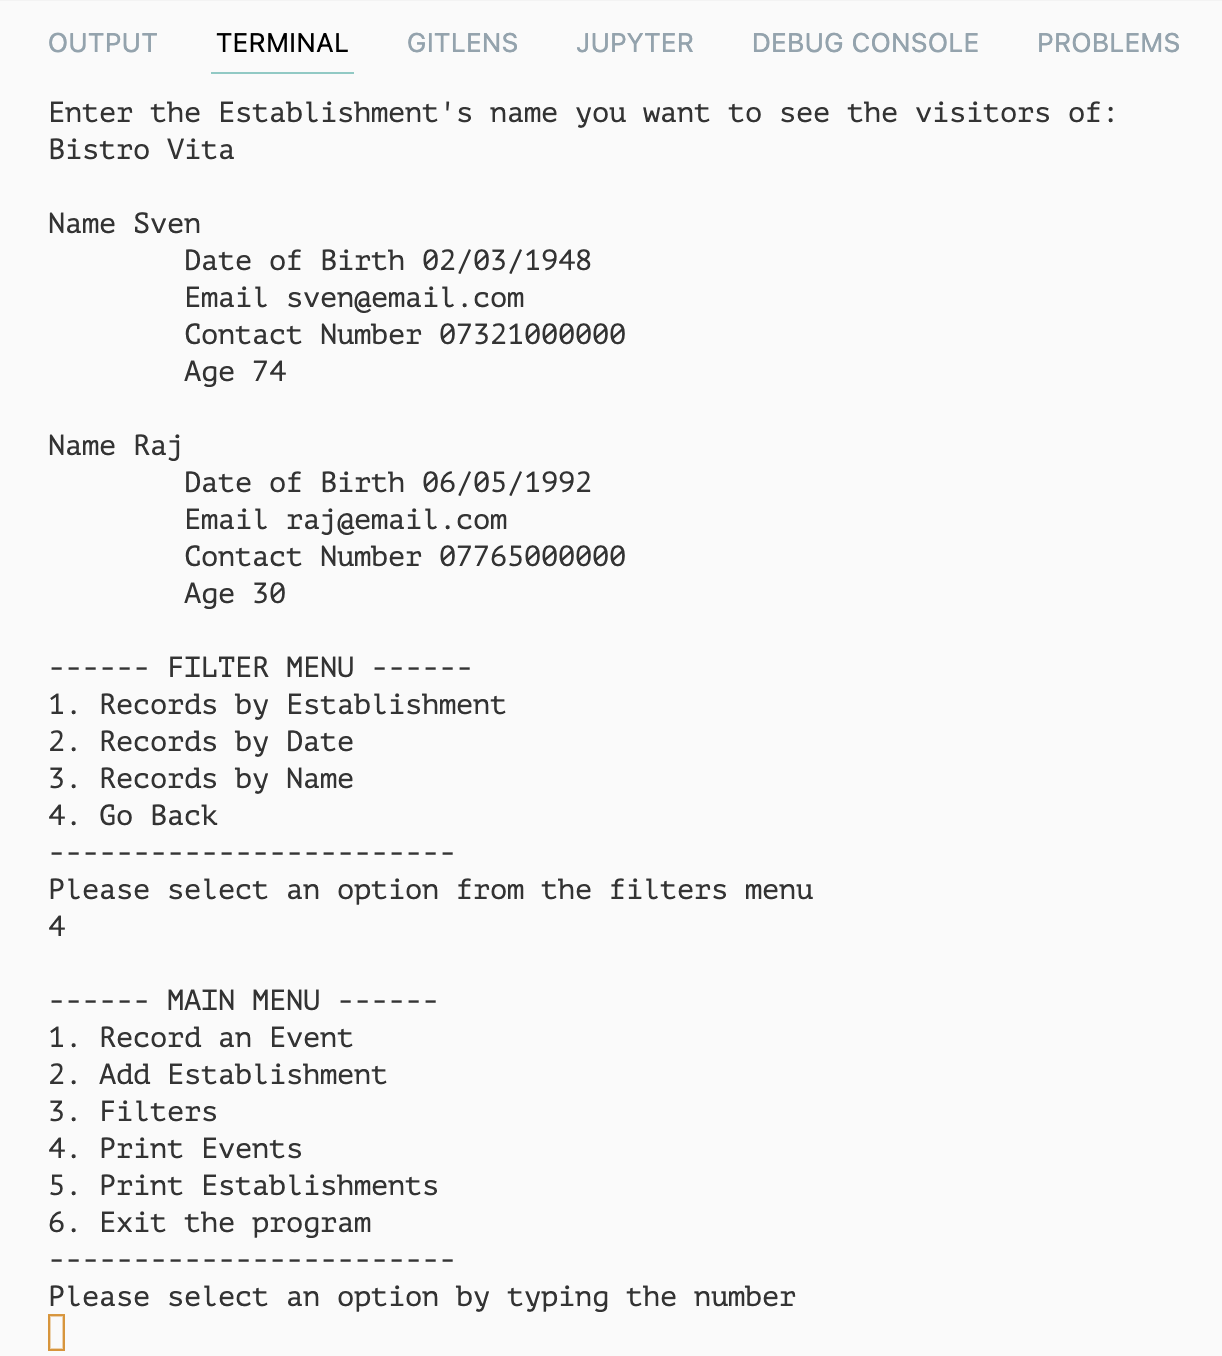 OUTPUT TERMINAL GITLENS JUPYTER DEBUG CONSOLE PROBLEMS
Enter the Establishment's name you want to see the visitors of:
Bistro Vita
Name Sven
Date of Birth 02/03/1948
Email sven@email.com
Contact Number 07321000000
Age 74
Name Raj
Date of Birth 06/05/1992
Email raj@email.com
Contact Number 07765000000
Age 30
------ FILTER MENU ------
1. Records by Establishment
2. Records by Date
3. Records by Name
4. Go Back
------------------------
Please select an option from the filters menu
4
------ MAIN MENU ------
1. Record an Event
2. Add Establishment
3. Filters
4. Print Events
5. Print Establishments
6. Exit the program
------------------------
Please select an option by typing the number